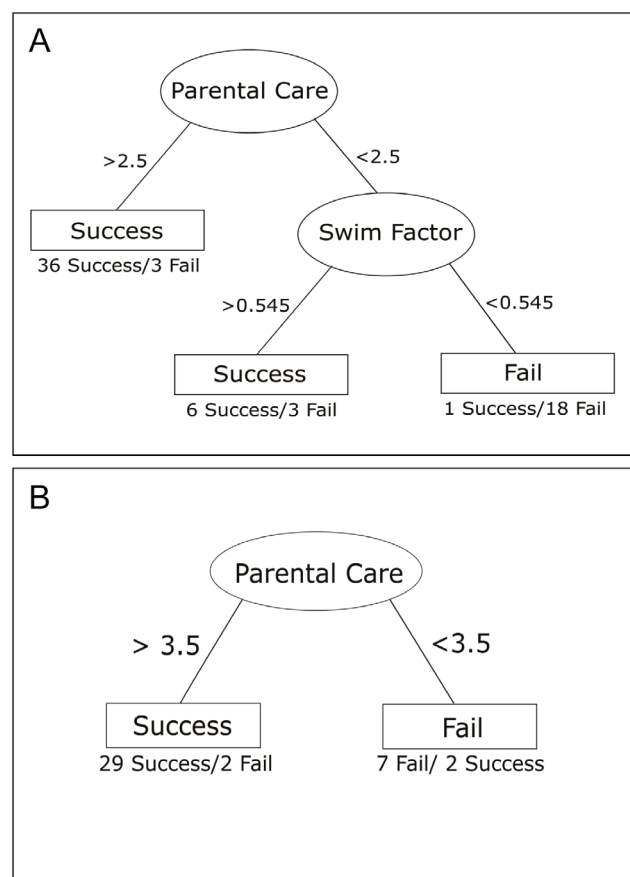 A
Parental Care
>2.5
<2.5
Success
36 Success/3 Fail
Swim Factor
>0.545
<0.545
Success
6 Success/3 Fail
Fail
1 Success/18 Fail
B
Parental Care
> 3.5
<3.5
Success
29 Success/2 Fail
Fail
7 Fail/ 2 Success